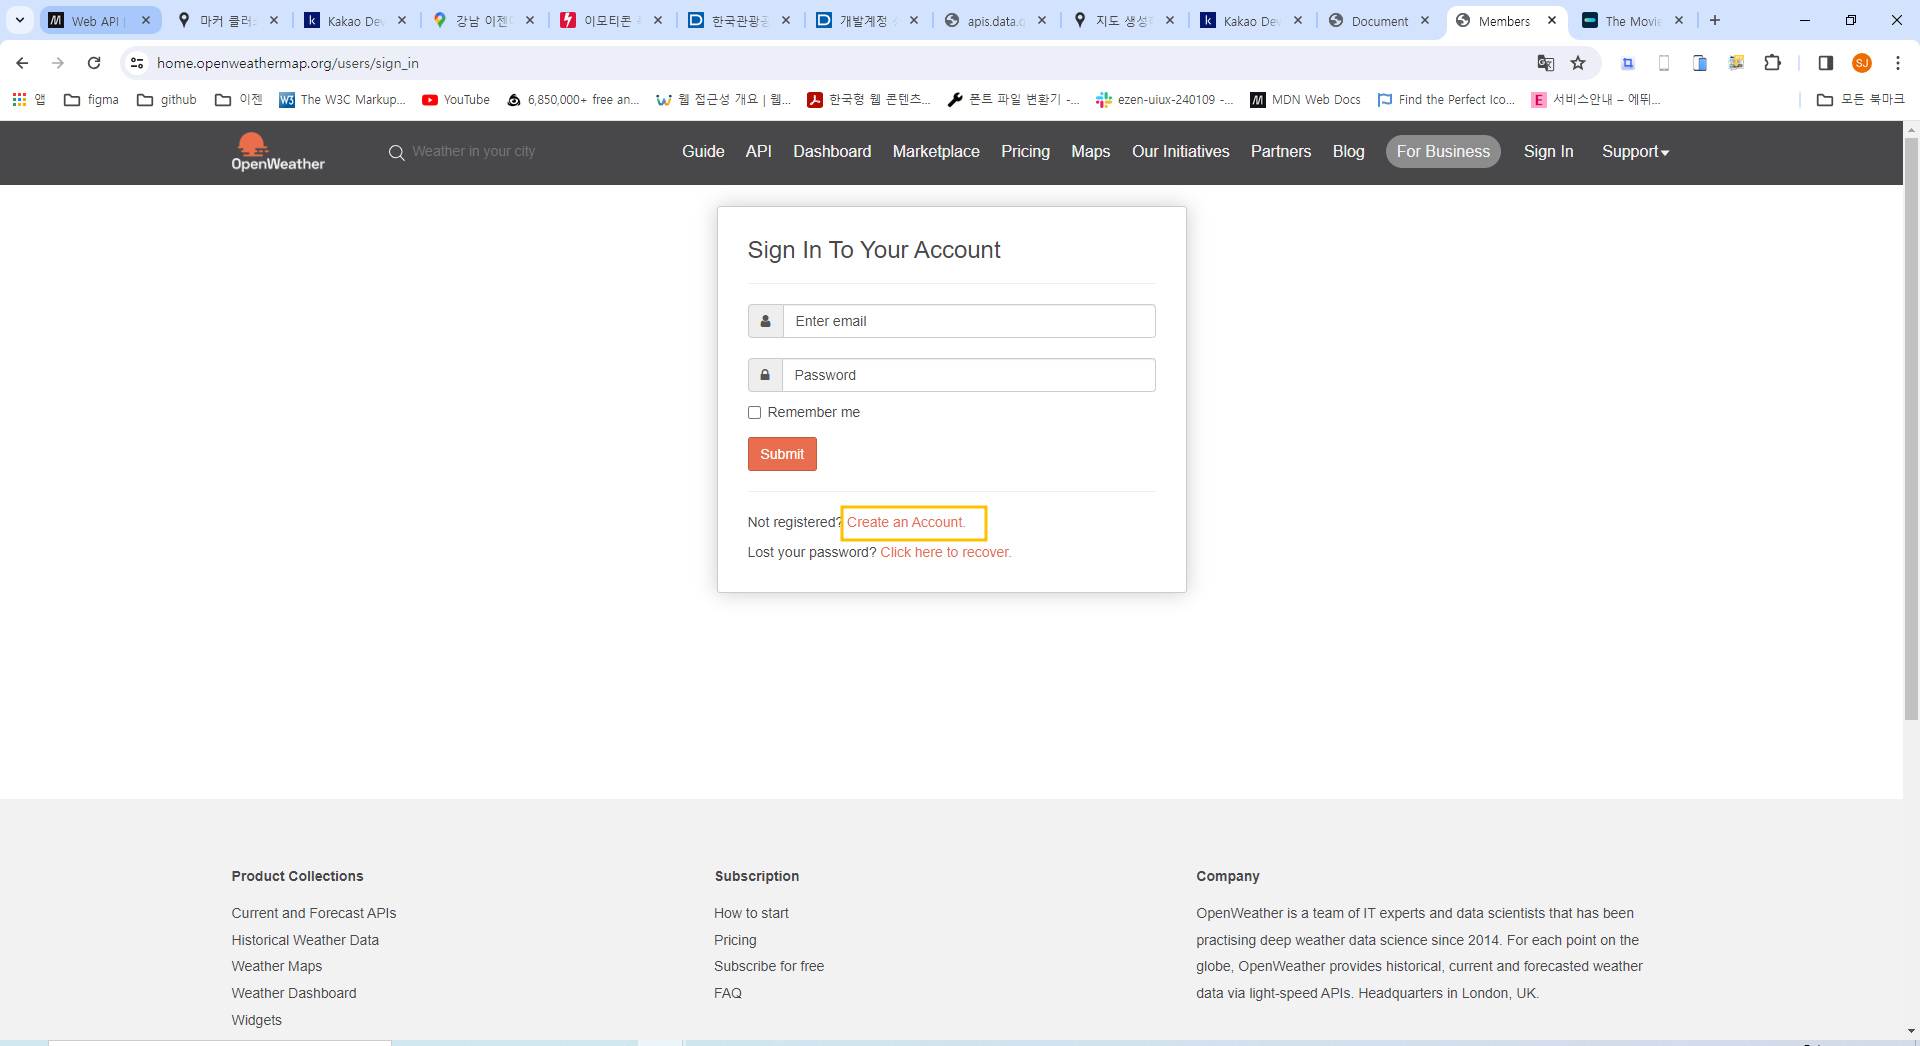 Web API |
마커 클러
Kakao Dev
강남 이젠
이모티콘
한국관광공
개발계정
apis.data.g
지도 생성
Kakao Dev
Document
Members
The Movie
home.openweathermap.org/users/sign_in
SJ
앱 figma github 이젠 The W3C Markup... YouTube 6,850,000+ free an... 웹 접근성 개요 | 웹... 한국형 웹 콘텐츠... 폰트 파일 변환기 -... ezen-uiux-240109 -... MDN Web Docs Find the Perfect Ico... 서비스안내 – 에뛰... 모든 북마크
OpenWeather Weather in your city Guide API Dashboard Marketplace Pricing Maps Our Initiatives Partners Blog For Business Sign In Support
Sign In To Your Account
Enter email
Password
Remember me
Submit
Not registered? Create an Account.
Lost your password? Click here to recover.
Product Collections
Current and Forecast APIs
Historical Weather Data
Weather Maps
Weather Dashboard
Widgets
Subscription
How to start
Pricing
Subscribe for free
FAQ
Company
OpenWeather is a team of IT experts and data scientists that has been
practising deep weather data science since 2014. For each point on the
globe, OpenWeather provides historical, current and forecasted weather
data via light-speed APIs. Headquarters in London, UK.